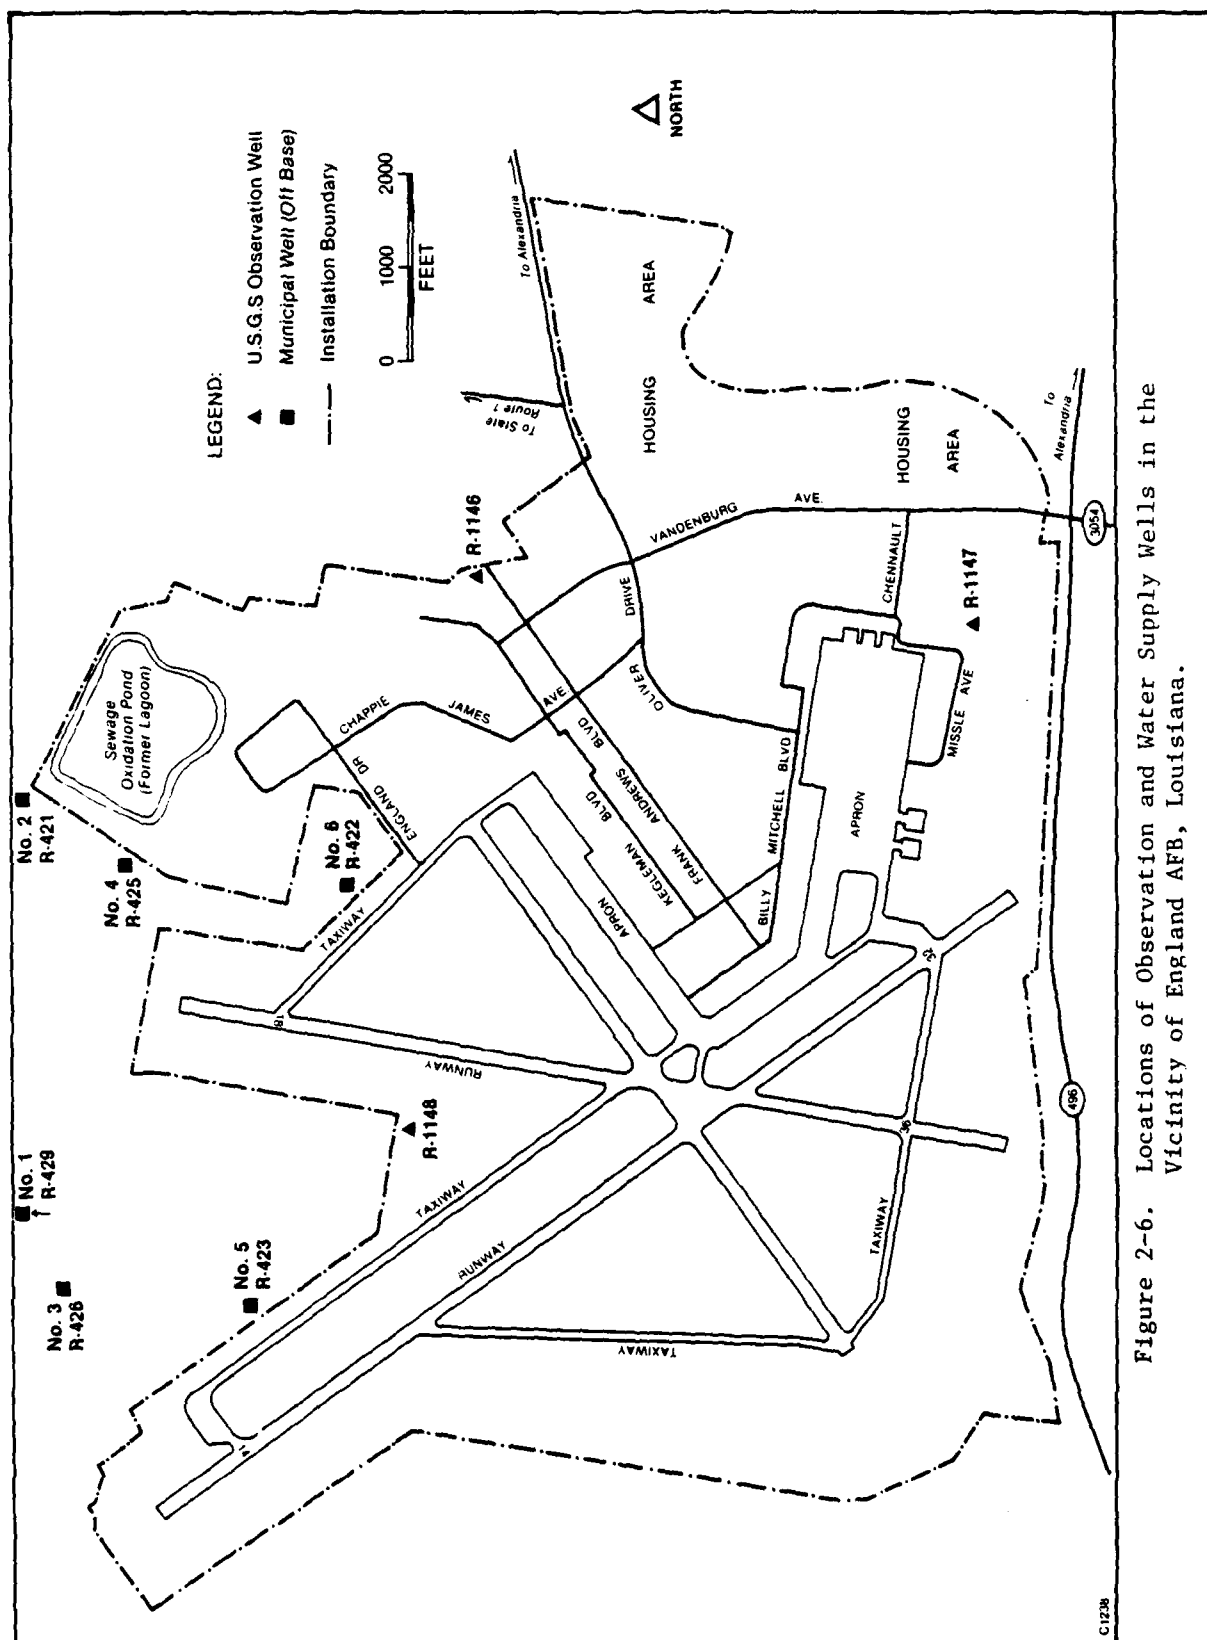 No. 1
R-429
No. 3
R-426
No. 5
R-423
No. 2
R-421
No. 4
R-425
No. 6
R-422
Sewage
Oxidation Pond
(Former Lagoon)
LEGEND:
U.S.G.S Observation Well
Municipal Well (Off Base)
Installation Boundary
0 1000 2000
FEET
NORTH
To Alexandria
To State
Route 1
R-1146
R-1148
R-1147
HOUSING AREA
HOUSING
AREA
To
Alexandria
VANDENBURG AVE.
OLIVER DRIVE
CHAPPIE JAMES AVE
ENGLAND DR
KEGLEMAN BLVD
FRANK ANDREWS BLVD
BILLY MITCHELL BLVD
CHENNAULT
MISSLE AVE
APRON
APRON
TAXIWAY
RUNWAY
TAXIWAY
RUNWAY
TAXIWAY
TAXIWAY
14
18
32
36
496
3054
C1238
Figure 2-6. Locations of Observation and Water Supply Wells in the
Vicinity of England AFB, Louisiana.